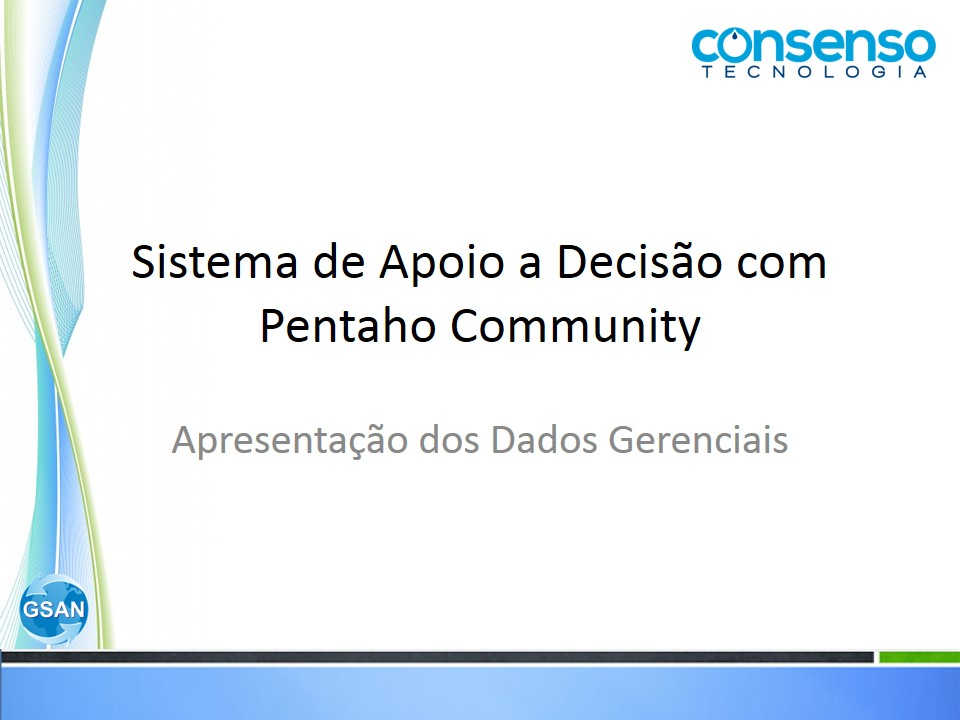 consenso
TECNOLOGIA
Sistema de Apoio a Decisão com
Pentaho Community
Apresentação dos Dados Gerenciais
GSAN